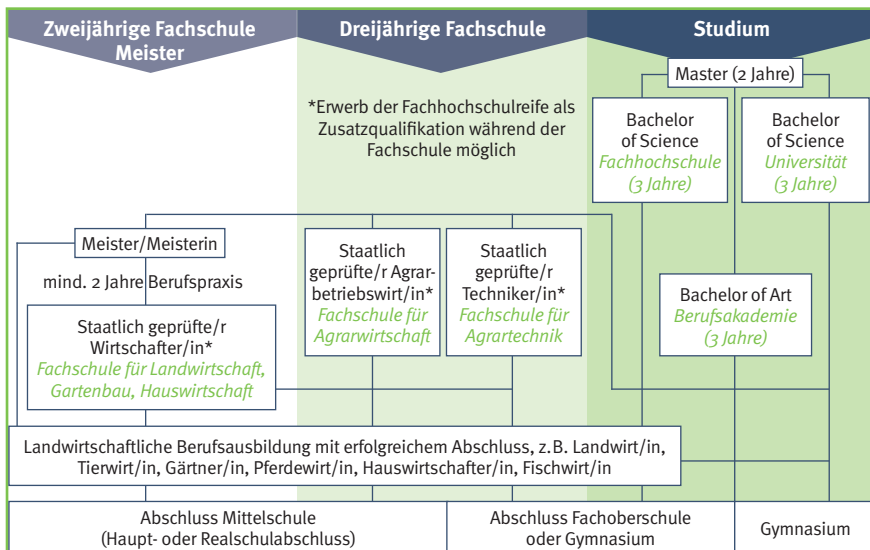 Zweijährige Fachschule
Meister
Dreijährige Fachschule
Studium
Master (2 Jahre)
*Erwerb der Fachhochschulreife als
Zusatzqualifikation während der
Fachschule möglich
Bachelor
of Science
Fachhochschule
(3 Jahre)
Bachelor
of Science
Universität
(3 Jahre)
Meister/Meisterin
mind. 2 Jahre Berufspraxis
Staatlich geprüfte/r
Wirtschafter/in*
Fachschule für Landwirtschaft,
Gartenbau, Hauswirtschaft
Staatlich
geprüfte/r Agrar-
betriebswirt/in*
Fachschule für
Agrarwirtschaft
Staatlich
geprüfte/r
Techniker/in*
Fachschule für
Agrartechnik
Bachelor of Art
Berufsakademie
(3 Jahre)
Landwirtschaftliche Berufsausbildung mit erfolgreichem Abschluss, z.B. Landwirt/in,
Tierwirt/in, Gärtner/in, Pferdewirt/in, Hauswirtschafter/in, Fischwirt/in
Abschluss Mittelschule
(Haupt- oder Realschulabschluss)
Abschluss Fachoberschule
oder Gymnasium
Gymnasium